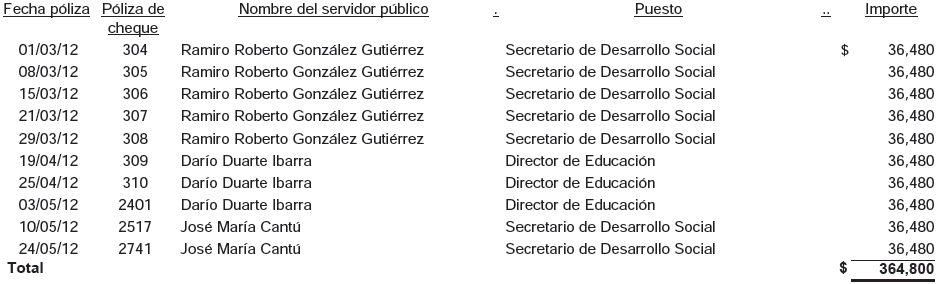 Fecha póliza Póliza de Nombre del servidor público . Puesto .. Importe
cheque
01/03/12 304 Ramiro Roberto González Gutiérrez Secretario de Desarrollo Social $ 36,480
08/03/12 305 Ramiro Roberto González Gutiérrez Secretario de Desarrollo Social 36,480
15/03/12 306 Ramiro Roberto González Gutiérrez Secretario de Desarrollo Social 36,480
21/03/12 307 Ramiro Roberto González Gutiérrez Secretario de Desarrollo Social 36,480
29/03/12 308 Ramiro Roberto González Gutiérrez Secretario de Desarrollo Social 36,480
19/04/12 309 Darío Duarte Ibarra Director de Educación 36,480
25/04/12 310 Darío Duarte Ibarra Director de Educación 36,480
03/05/12 2401 Darío Duarte Ibarra Director de Educación 36,480
10/05/12 2517 José María Cantú Secretario de Desarrollo Social 36,480
24/05/12 2741 José María Cantú Secretario de Desarrollo Social 36,480
Total $ 364,800